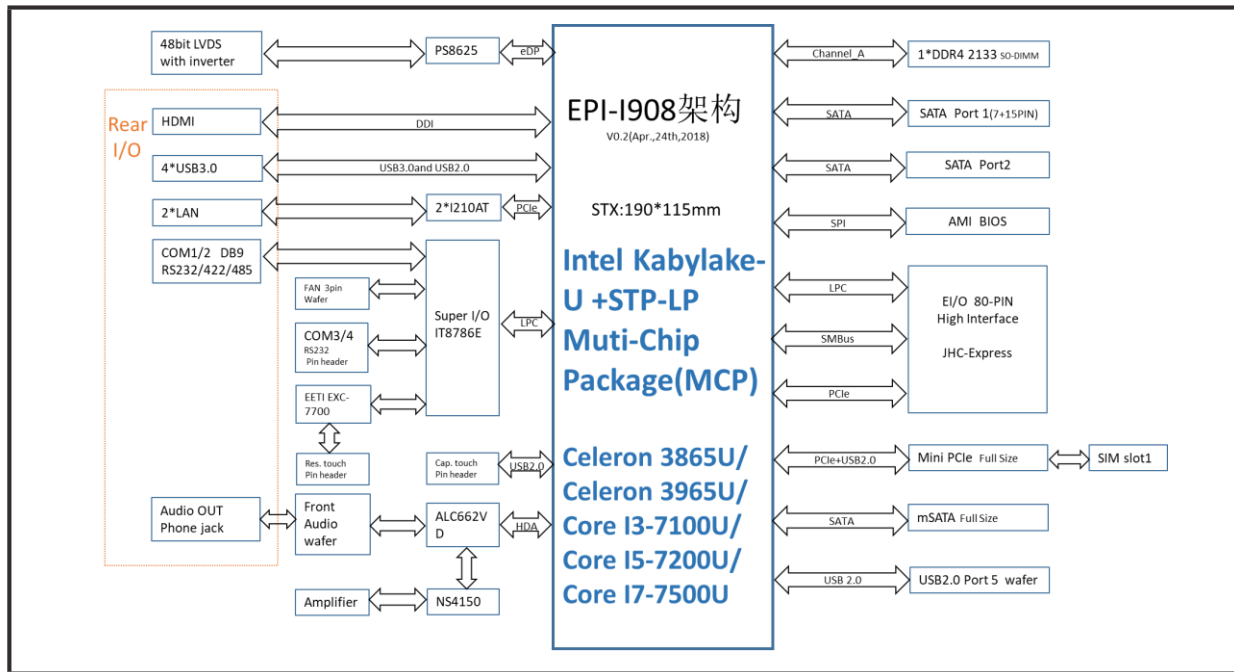 48bit LVDS
with inverter
PS8625
eDP
Rear
I/O
HDMI
DDI
4*USB3.0
USB3.0and USB2.0
2*LAN
2*I210AT
PCIe
COM1/2 DB9
RS232/422/485
FAN 3pin
Wafer
COM3/4
RS232
Pin header
EETI EXC-
7700
Super I/O
IT8786E
LPC
Res. touch
Pin header
Cap. touch
Pin header
USB2.0
Audio OUT
Phone jack
Front
Audio
wafer
ALC662V
D
HDA
Amplifier
NS4150
EPI-I908架构
V0.2(Apr.,24th,2018)
STX:190*115mm
Intel Kabylake-
U +STP-LP
Muti-Chip
Package(MCP)
Celeron 3865U/
Celeron 3965U/
Core I3-7100U/
Core I5-7200U/
Core I7-7500U
Channel_A
1*DDR4 2133 SO-DIMM
SATA
SATA Port 1(7+15PIN)
SATA
SATA Port2
SPI
AMI BIOS
LPC
SMBus
PCIe
EI/O 80-PIN
High Interface
JHC-Express
PCIe+USB2.0
Mini PCIe Full Size
SIM slot1
SATA
mSATA Full Size
USB 2.0
USB2.0 Port 5 wafer